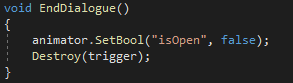 void EndDialogue()
{
    animator.SetBool("isOpen", false);
    Destroy(trigger);
}